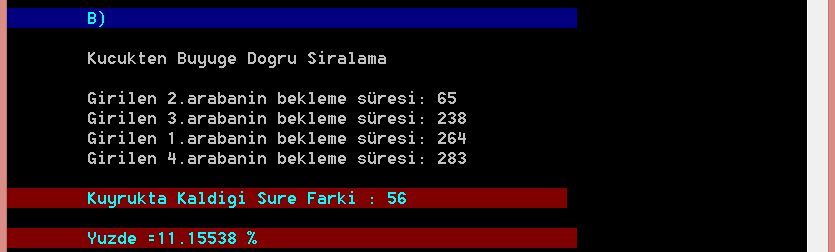 B)
Kucukten Buyuge Dogru Siralama
Girilen 2.arabanin bekleme süresi: 65
Girilen 3.arabanin bekleme süresi: 238
Girilen 1.arabanin bekleme süresi: 264
Girilen 4.arabanin bekleme süresi: 283
Kuyrukta Kaldigi Sure Farki : 56
Yuzde =11.15538 %